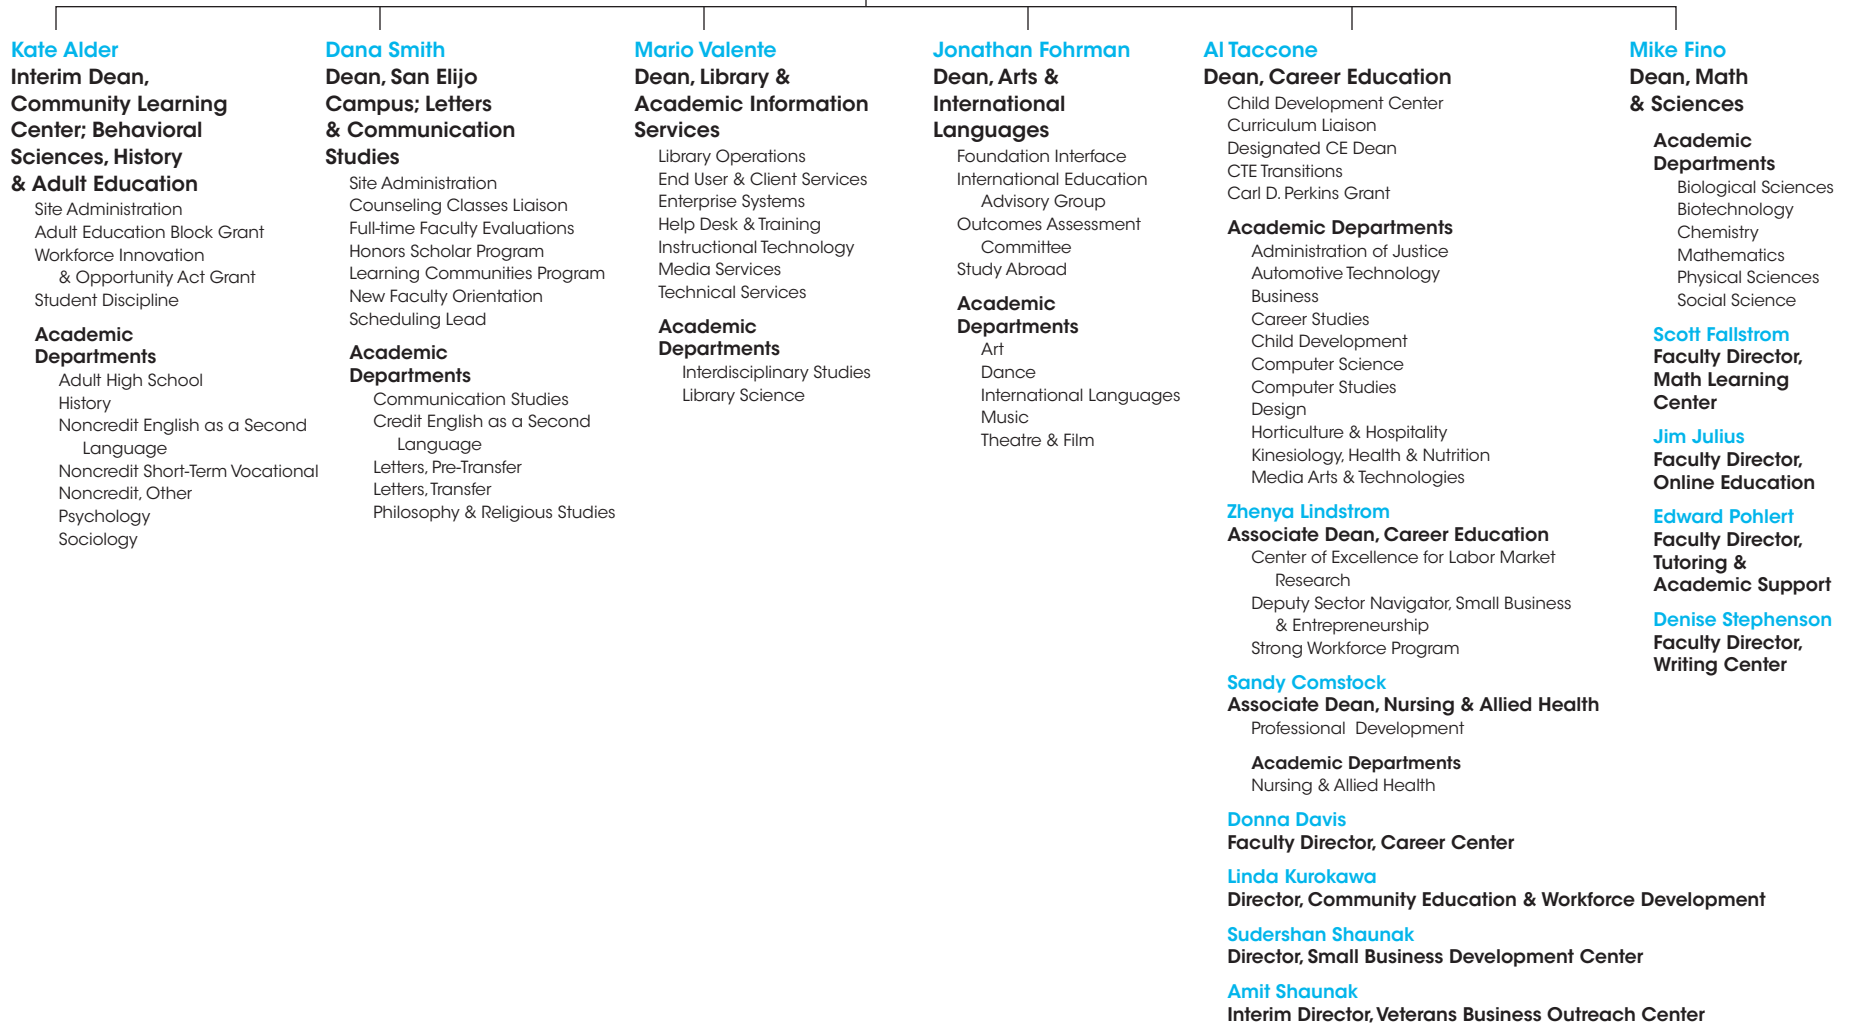 Kate Alder
Interim Dean,
Community Learning
Center; Behavioral
Sciences, History
& Adult Education
Site Administration
Adult Education Block Grant
Workforce Innovation
& Opportunity Act Grant
Student Discipline
Academic
Departments
Adult High School
History
Noncredit English as a Second
Language
Noncredit Short-Term Vocational
Noncredit, Other
Psychology
Sociology
Dana Smith
Dean, San Elijo
Campus; Letters
& Communication
Studies
Site Administration
Counseling Classes Liaison
Full-time Faculty Evaluations
Honors Scholar Program
Learning Communities Program
New Faculty Orientation
Scheduling Lead
Academic
Departments
Communication Studies
Credit English as a Second
Language
Letters, Pre-Transfer
Letters, Transfer
Philosophy & Religious Studies
Mario Valente
Dean, Library &
Academic Information
Services
Library Operations
End User & Client Services
Enterprise Systems
Help Desk & Training
Instructional Technology
Media Services
Technical Services
Academic
Departments
Interdisciplinary Studies
Library Science
Jonathan Fohrman
Dean, Arts &
International
Languages
Foundation Interface
International Education
Advisory Group
Outcomes Assessment
Committee
Study Abroad
Academic
Departments
Art
Dance
International Languages
Music
Theatre & Film
Al Taccone
Dean, Career Education
Child Development Center
Curriculum Liaison
Designated CE Dean
CTE Transitions
Carl D. Perkins Grant
Academic Departments
Administration of Justice
Automotive Technology
Business
Career Studies
Child Development
Computer Science
Computer Studies
Design
Horticulture & Hospitality
Kinesiology, Health & Nutrition
Media Arts & Technologies
Zhenya Lindstrom
Associate Dean, Career Education
Center of Excellence for Labor Market
Research
Deputy Sector Navigator, Small Business
& Entrepreneurship
Strong Workforce Program
Sandy Comstock
Associate Dean, Nursing & Allied Health
Professional Development
Academic Departments
Nursing & Allied Health
Donna Davis
Faculty Director, Career Center
Linda Kurokawa
Director, Community Education & Workforce Development
Sudershan Shaunak
Director, Small Business Development Center
Amit Shaunak
Interim Director, Veterans Business Outreach Center
Mike Fino
Dean, Math
& Sciences
Academic
Departments
Biological Sciences
Biotechnology
Chemistry
Mathematics
Physical Sciences
Social Science
Scott Fallstrom
Faculty Director,
Math Learning
Center
Jim Julius
Faculty Director,
Online Education
Edward Pohlert
Faculty Director,
Tutoring &
Academic Support
Denise Stephenson
Faculty Director,
Writing Center